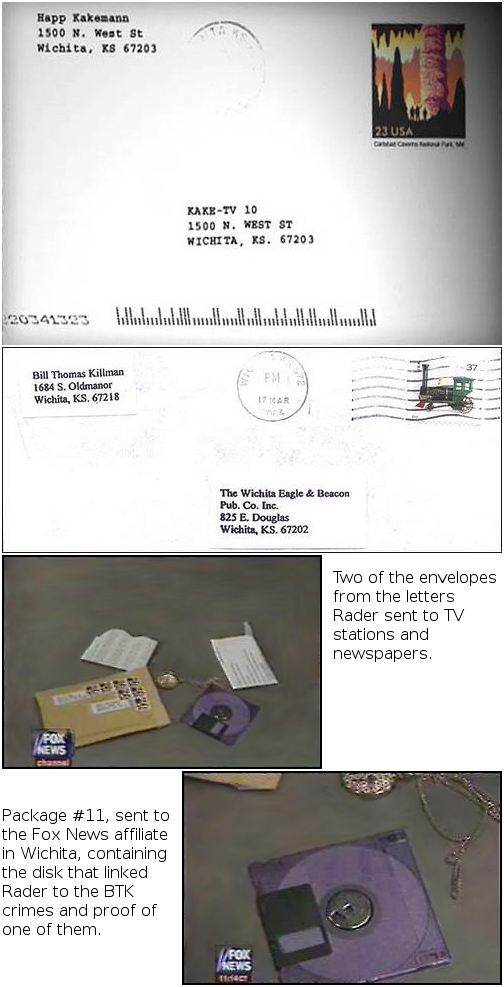 Happ Kakemann
1500 N. West St
Wichita, KS 67203
23 USA
Carlsbad Caverns National Park, NM
KAKE-TV 10
1500 N. WEST ST
WICHITA, KS. 67203
20341323
Bill Thomas Killman
1684 S. Oldmanor
Wichita, KS. 67218
PM
17 MAR
37
The Wichita Eagle & Beacon
Pub. Co. Inc.
825 E. Douglas
Wichita, KS. 67202
Two of the envelopes
from the letters
Rader sent to TV
stations and
newspapers.
FOX
NEWS
channel
Package #11, sent to
the Fox News affiliate
in Wichita, containing
the disk that linked
Rader to the BTK
crimes and proof of
one of them.
FOX
NEWS
11:14 CT